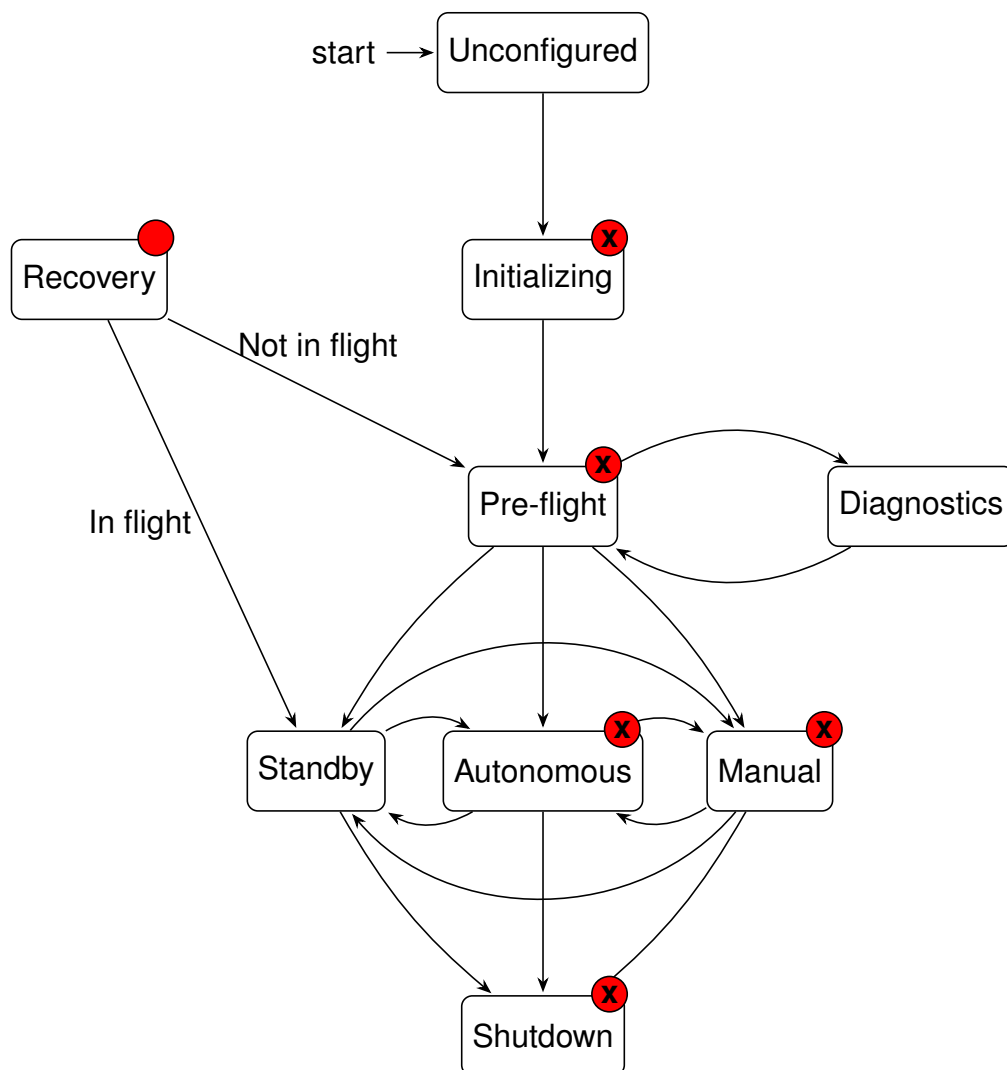 start
Unconfigured
x
Recovery
Initializing
Not in flight
x
Pre-flight
Diagnostics
In flight
x
x
Standby
Autonomous
Manual
x
Shutdown